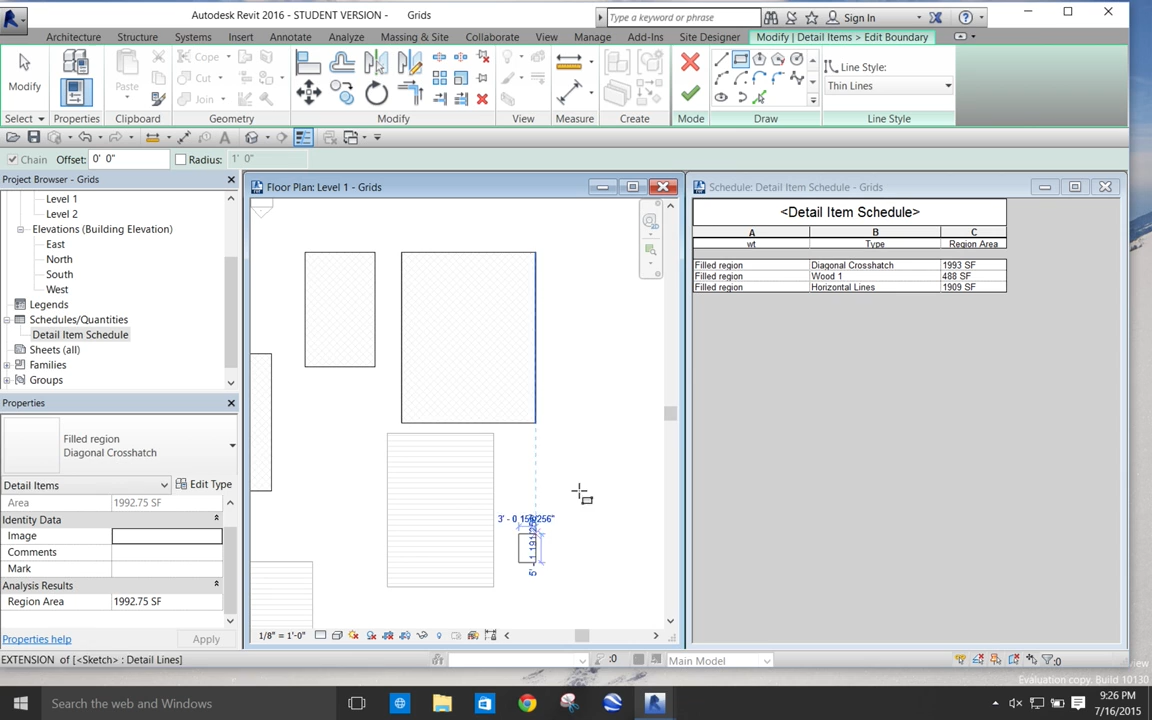 Autodesk Revit 2016 - STUDENT VERSION - Grids
Type a keyword or phrase
Sign In
Architecture Structure Systems Insert Annotate Analyze Massing & Site Collaborate View Manage Add-Ins Site Designer Modify | Detail Items > Edit Boundary
Modify
Paste
Cope
Cut
Join
Line Style:
Thin Lines
Select Properties Clipboard Geometry Modify View Measure Create Mode Draw Line Style
Chain Offset: 0' 0" Radius: 1' 0"
Project Browser - Grids
Level 1
Level 2
Elevations (Building Elevation)
East
North
South
West
Legends
Schedules/Quantities
Detail Item Schedule
Sheets (all)
Families
Groups
Properties
Filled region
Diagonal Crosshatch
Detail Items Edit Type
Area 1992.75 SF
Identity Data
Image
Comments
Mark
Analysis Results
Region Area 1992.75 SF
Properties help Apply
Floor Plan: Level 1 - Grids
1/8" = 1'-0"
Schedule: Detail Item Schedule - Grids
<Detail Item Schedule>
A B C
wt Type Region Area
Filled region Diagonal Crosshatch 1993 SF
Filled region Wood 1 488 SF
Filled region Horizontal Lines 1909 SF
EXTENSION of [<Sketch> : Detail Lines]
:0
Main Model
:0
Evaluation copy. Build 10130
Search the web and Windows
9:26 PM
7/16/2015